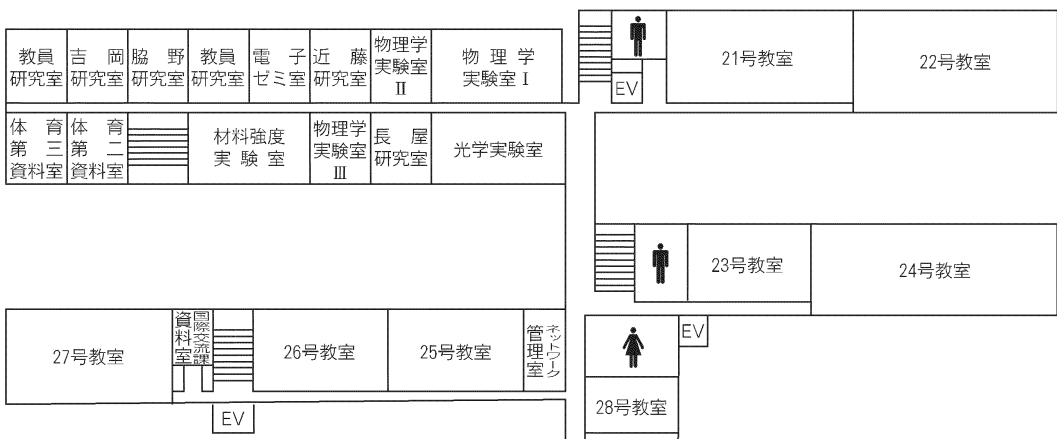 教員
研究室
吉岡
研究室
脇野
研究室
教員
研究室
電子
ゼミ室
近藤
研究室
物理学
実験室
Ⅱ
物理学
実験室Ⅰ
EV
21号教室
22号教室
体育
第三
資料室
体育
第二
資料室
材料強度
実験室
物理学
実験室
Ⅲ
長屋
研究室
光学実験室
23号教室
24号教室
27号教室
国際交流課
資料室
26号教室
25号教室
ネットワーク
管理室
EV
28号教室
EV